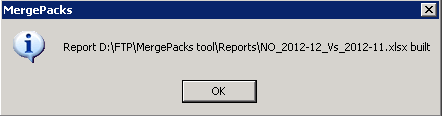 MergePacks
Report D:\FTP\MergePacks tool\Reports\NO_2012-12_Vs_2012-11.xlsx built
OK